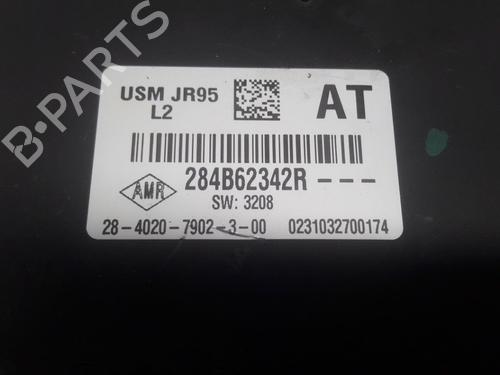 B-PARTS
USM JR95
L2
AT
284B62342R---
AMR
SW: 3208
28-4020-7902-3-00 0231032700174